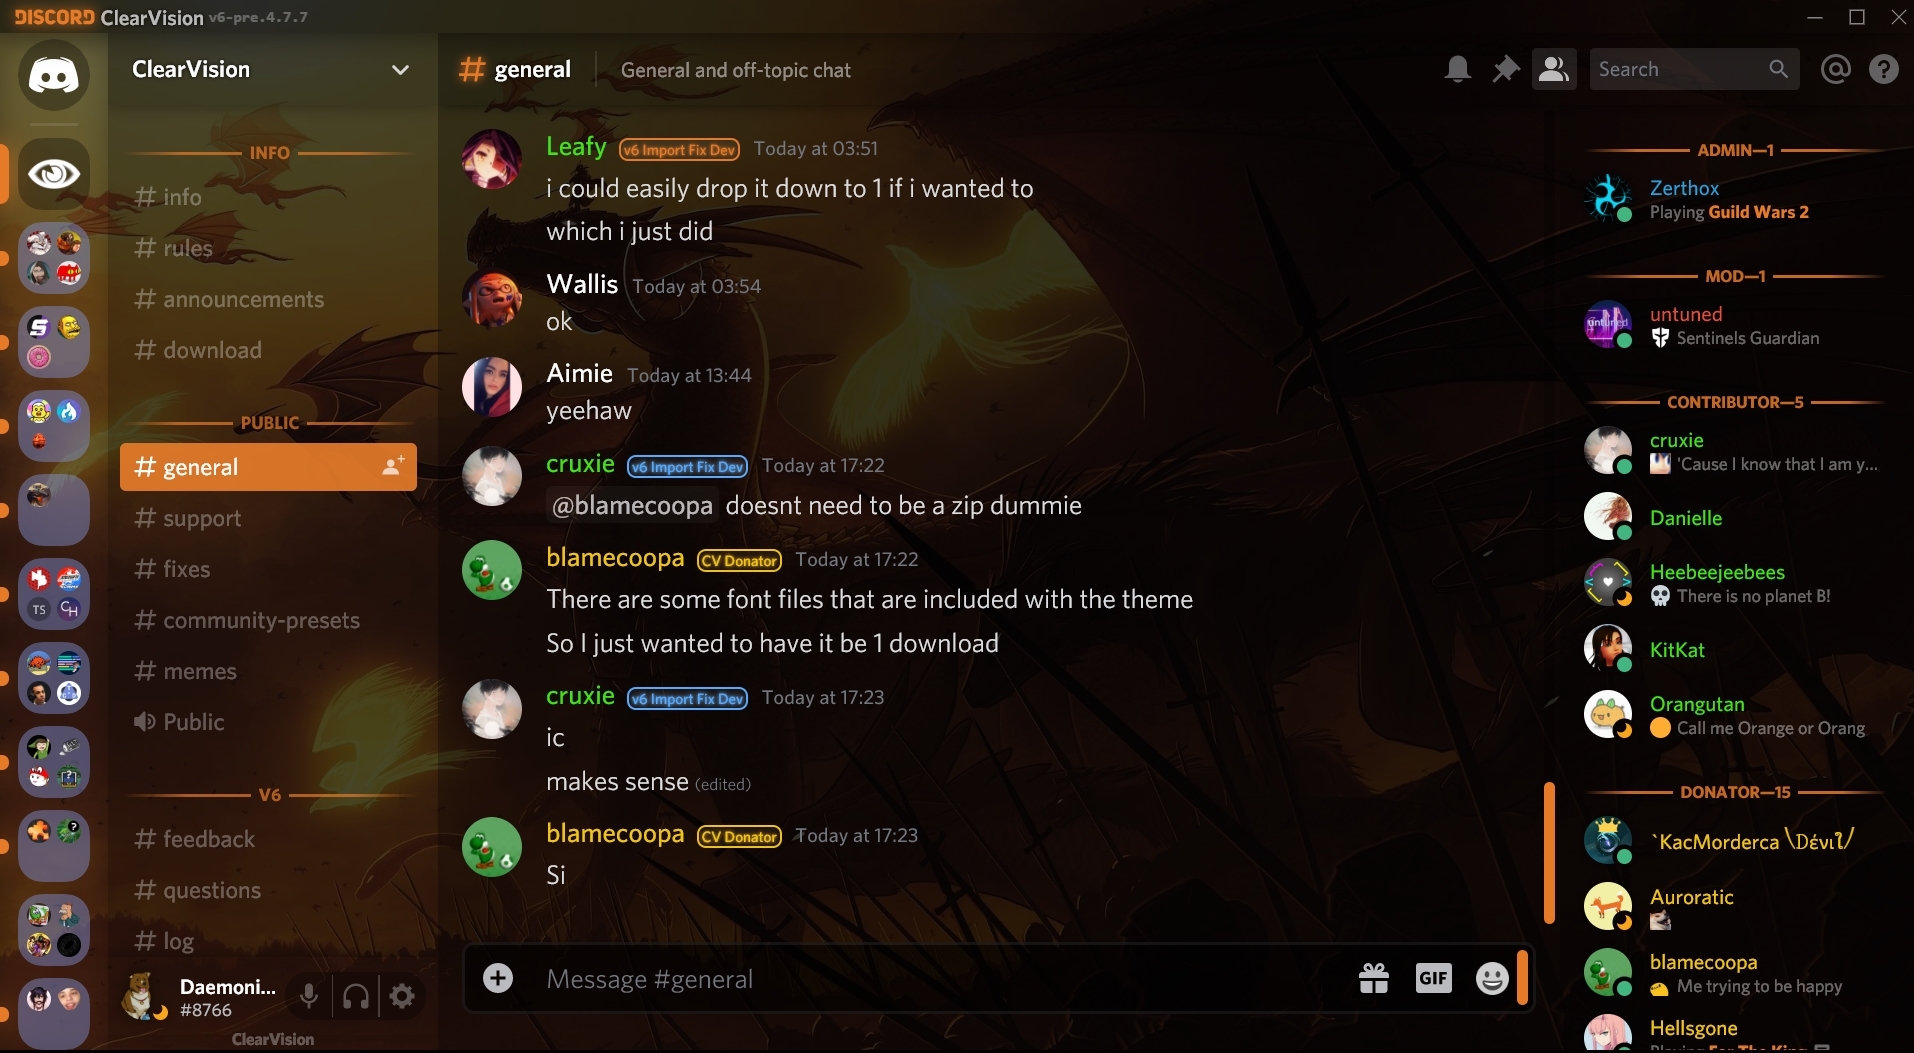 DISCORD ClearVision v6-pre.4.7.7
ClearVision
# general
General and off-topic chat
Search
INFO
# info
# rules
# announcements
# download
PUBLIC
# general
# support
# fixes
# community-presets
# memes
Public
V6
# feedback
# questions
# log
TS
CH
Daemoni...
#8766
ClearVision
Leafy v6 Import Fix Dev Today at 03:51
i could easily drop it down to 1 if i wanted to
which i just did
Wallis Today at 03:54
ok
Aimie Today at 13:44
yeehaw
cruxie v6 Import Fix Dev Today at 17:22
@blamecoopa doesnt need to be a zip dummie
blamecoopa CV Donator Today at 17:22
There are some font files that are included with the theme
So I just wanted to have it be 1 download
cruxie v6 Import Fix Dev Today at 17:23
ic
makes sense (edited)
blamecoopa CV Donator Today at 17:23
Si
Message #general
GIF
ADMIN—1
Zerthox
Playing Guild Wars 2
MOD—1
untuned
untuned
Sentinels Guardian
CONTRIBUTOR—5
cruxie
'Cause I know that I am y...
Danielle
Heebeejeebees
There is no planet B!
KitKat
Orangutan
Call me Orange or Orang
DONATOR—15
`KacMorderca
Auroratic
blamecoopa
Me trying to be happy
Hellsgone
Playing For The King